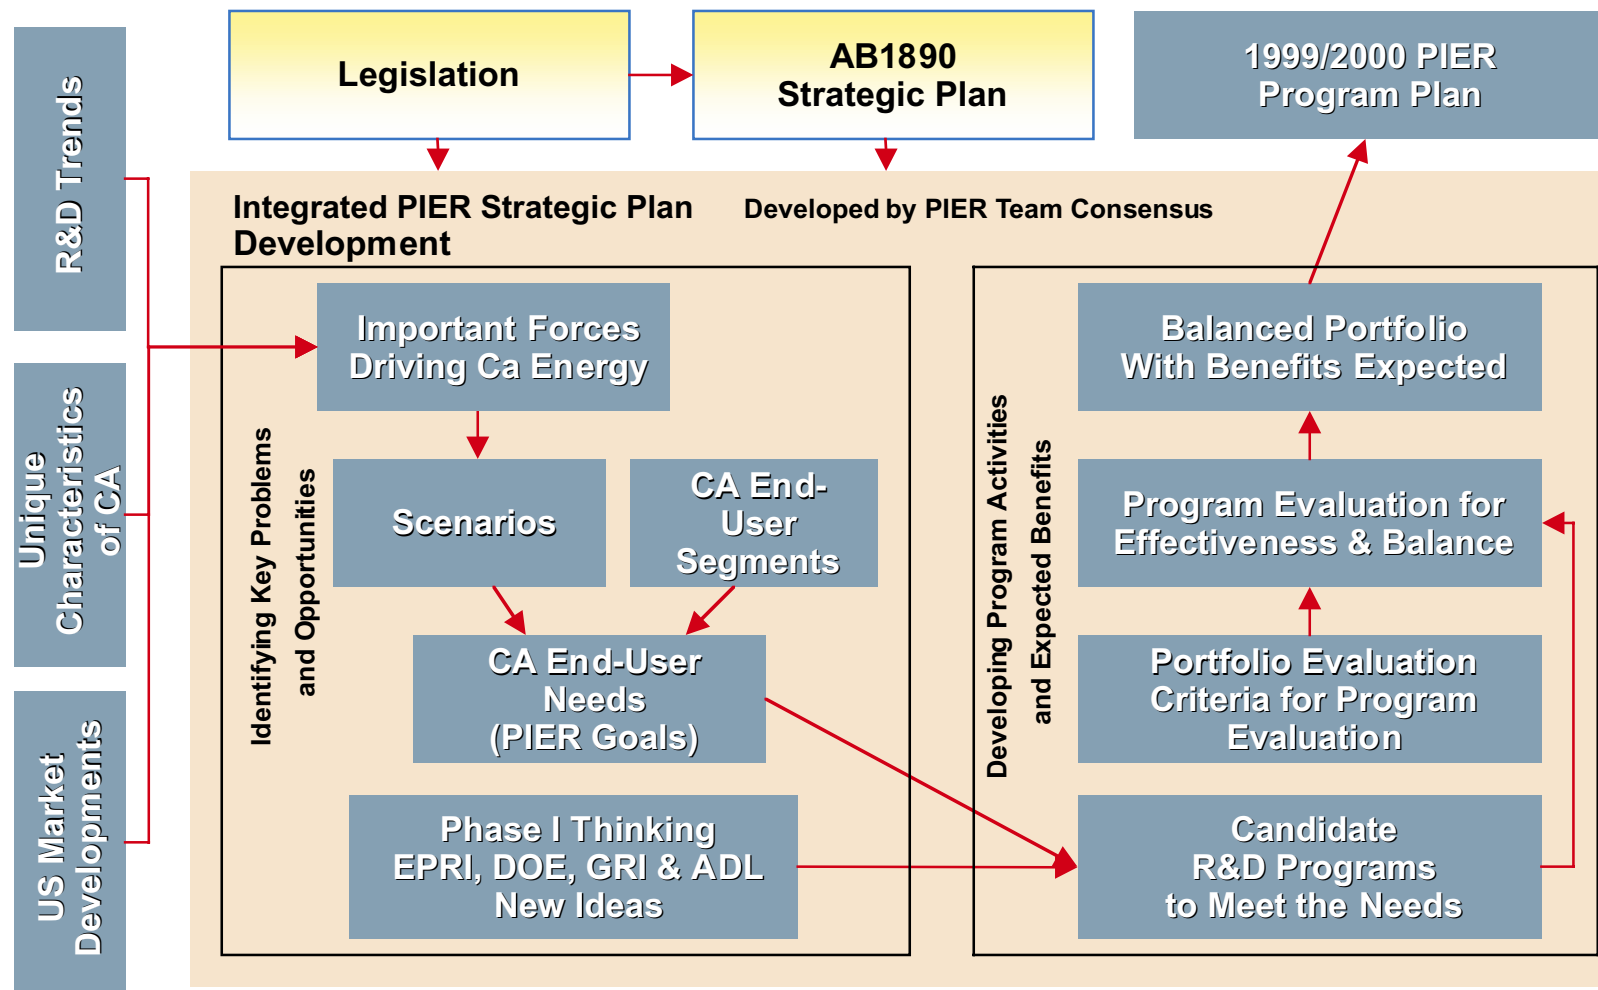 R&D Trends
Unique
Characteristics
of CA
US Market
Developments
Legislation
AB1890
Strategic Plan
1999/2000 PIER
Program Plan
Integrated PIER Strategic Plan
Development
Developed by PIER Team Consensus
Identifying Key Problems
and Opportunities
Important Forces
Driving Ca Energy
Scenarios
CA End-
User
Segments
CA End-User
Needs
(PIER Goals)
Phase I Thinking
EPRI, DOE, GRI & ADL
New Ideas
Developing Program Activities
and Expected Benefits
Balanced Portfolio
With Benefits Expected
Program Evaluation for
Effectiveness & Balance
Portfolio Evaluation
Criteria for Program
Evaluation
Candidate
R&D Programs
to Meet the Needs